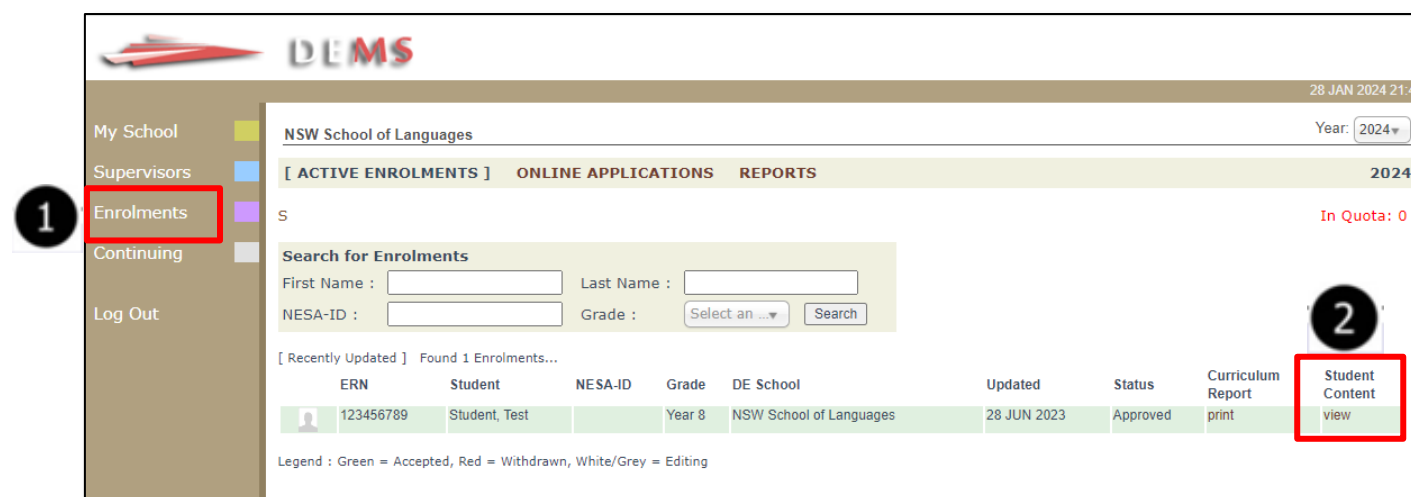 DEMS
28 JAN 2024 21:4
My School
Supervisors
1 Enrolments
Continuing
Log Out
NSW School of Languages Year: 2024
[ ACTIVE ENROLMENTS ] ONLINE APPLICATIONS REPORTS 2024
S In Quota: 0
Search for Enrolments
First Name : Last Name :
NESA-ID : Grade : Select an ... Search
2
[ Recently Updated ] Found 1 Enrolments...
ERN Student NESA-ID Grade DE School Updated Status Curriculum Report Student Content
123456789 Student, Test Year 8 NSW School of Languages 28 JUN 2023 Approved print view
Legend : Green = Accepted, Red = Withdrawn, White/Grey = Editing